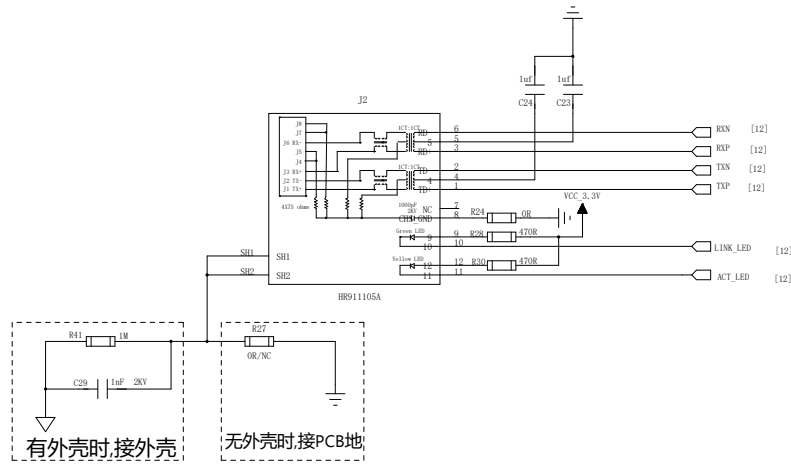 1uf
1uf
C24
C23
J2
J8
J7
J6 RX-
J5
J4
J3 RX+
J2 TX-
J1 TX+
4X75 ohms
1CT:1CT
RD-
5
RD+
1CT:1CT
TD-
4
TD+
1000pF
2KV
NC
CHS_GND
Green LED
9
10
Yellow LED
12
11
6
5
3
2
4
1
7
8
9
10
12
11
RXN [12]
RXP [12]
TXN [12]
TXP [12]
VCC_3.3V
R24 0R
R28 470R
R30 470R
LINK_LED [12]
ACT_LED [12]
SH1 SH1
SH2 SH2
HR911105A
R41 1M
C29 1nF 2KV
有外壳时,接外壳
R27
0R/NC
无外壳时,接PCB地